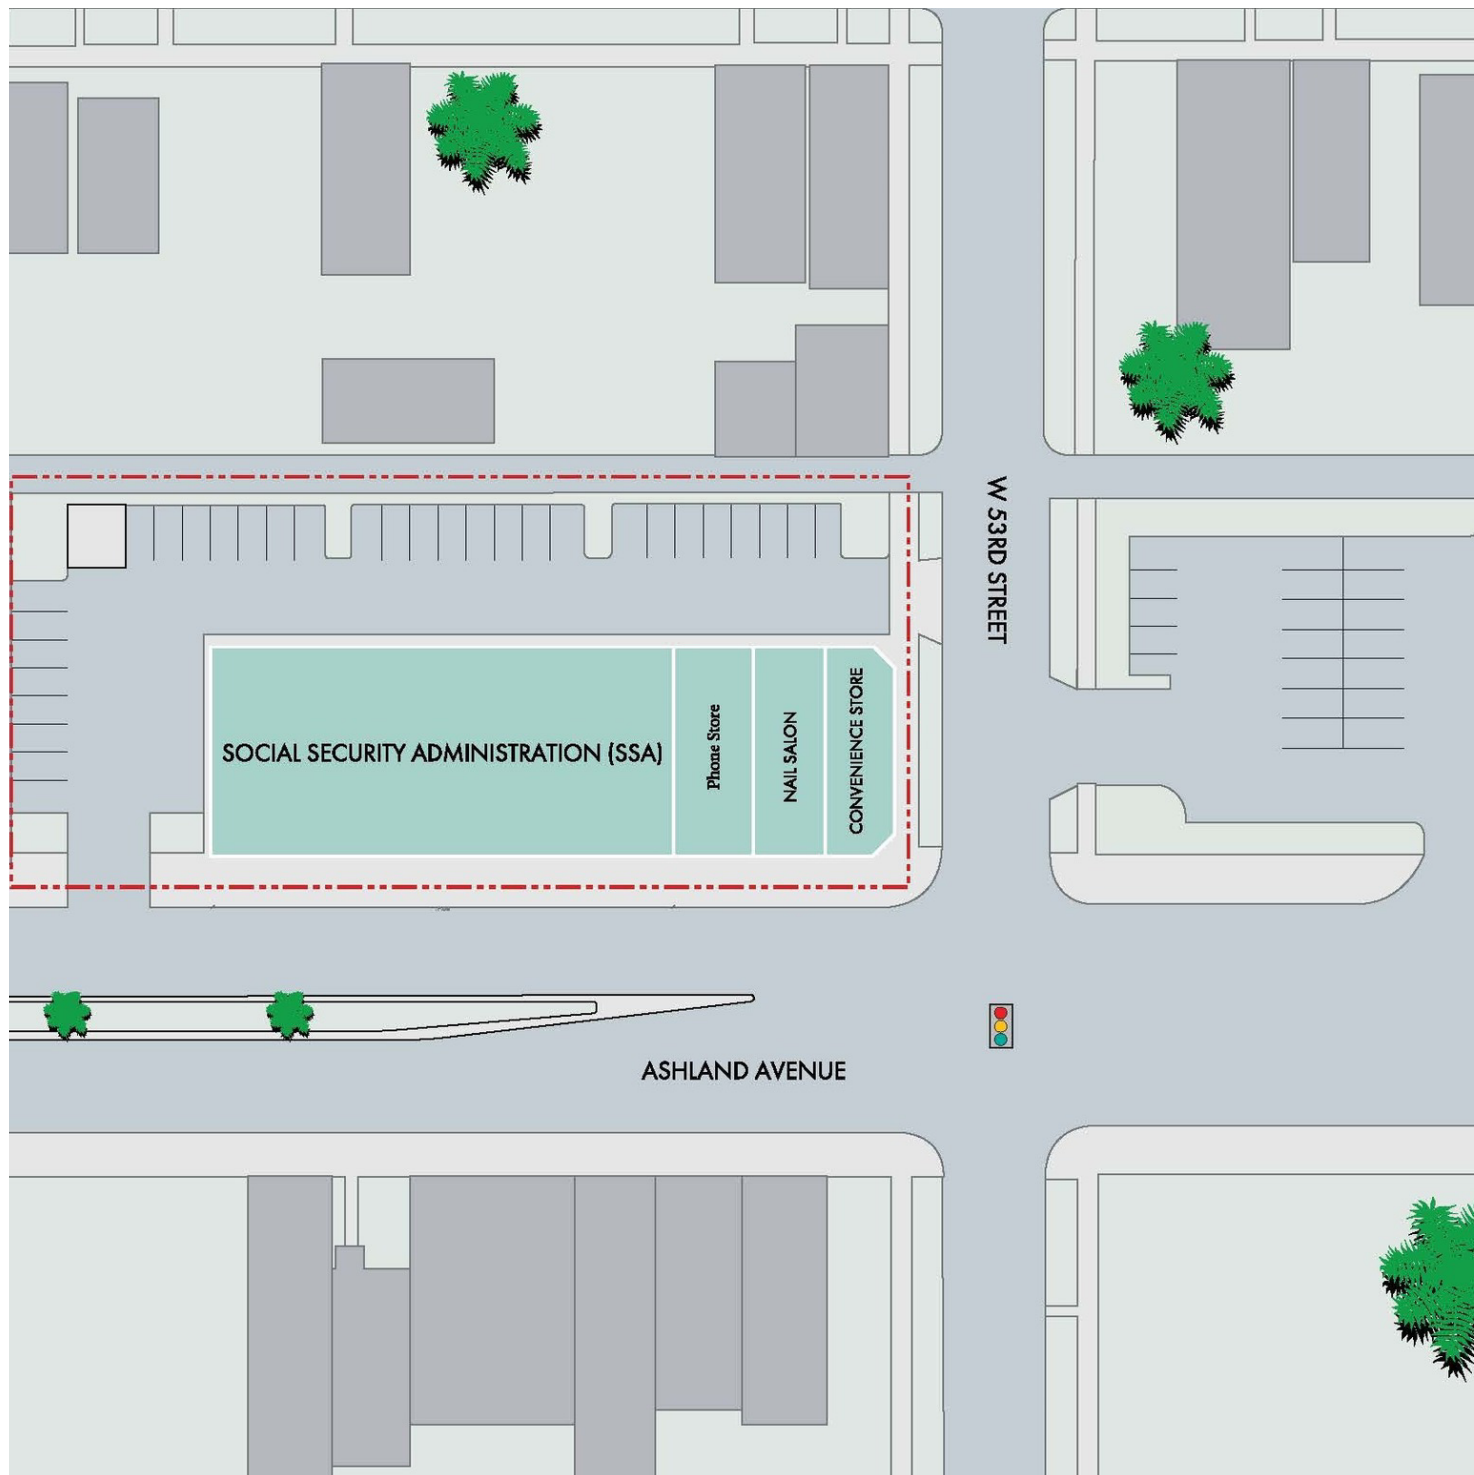 W 53RD STREET
SOCIAL SECURITY ADMINISTRATION (SSA)
Phone Store
NAIL SALON
CONVENIENCE STORE
ASHLAND AVENUE